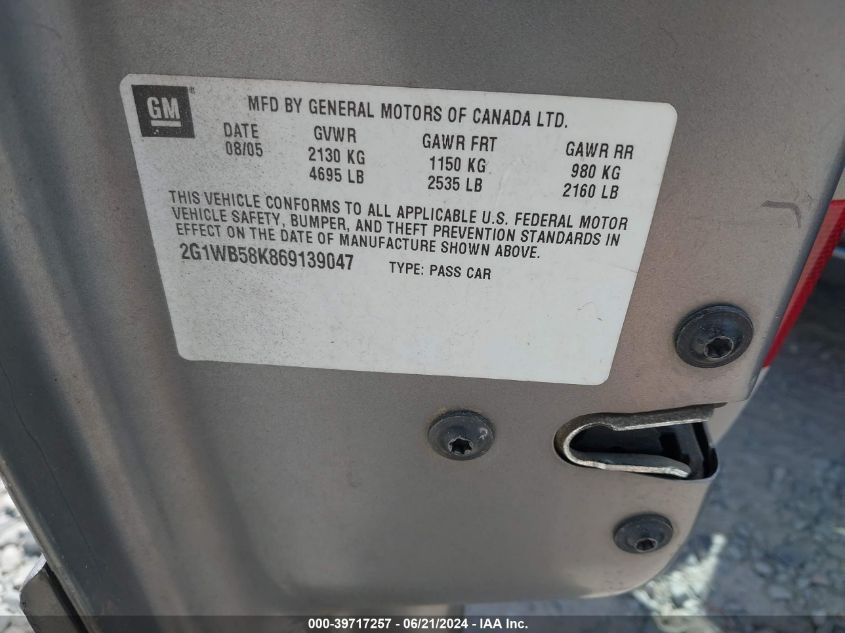 GM
MFD BY GENERAL MOTORS OF CANADA LTD.
DATE GVWR GAWR FRT GAWR RR
08/05 2130 KG 1150 KG 980 KG
4695 LB 2535 LB 2160 LB
THIS VEHICLE CONFORMS TO ALL APPLICABLE U.S. FEDERAL MOTOR
VEHICLE SAFETY, BUMPER, AND THEFT PREVENTION STANDARDS IN
EFFECT ON THE DATE OF MANUFACTURE SHOWN ABOVE.
2G1WB58K869139047 TYPE: PASS CAR
000-39717257 - 06/21/2024 - IAA Inc.